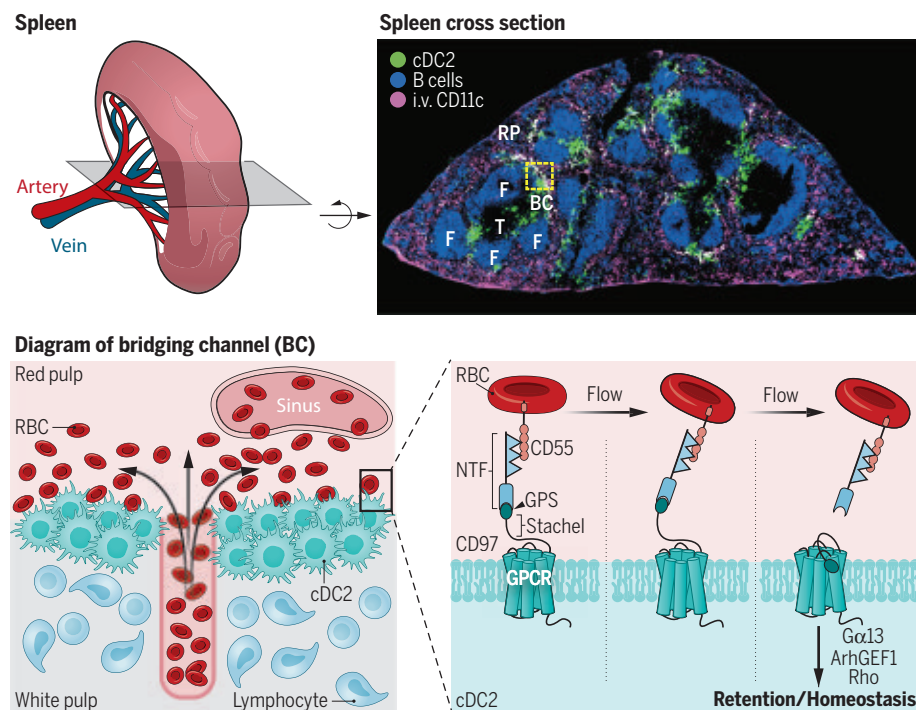 Spleen
Artery
Vein
Spleen cross section
cDC2
B cells
i.v. CD11c
RP
F
BC
T
F
F
F
Diagram of bridging channel (BC)
Red pulp
RBC
Sinus
cDC2
White pulp
Lymphocyte
RBC
Flow
Flow
CD55
NTF
GPS
Stachel
CD97
GPCR
Gα13
ArhGEF1
Rho
cDC2
Retention/Homeostasis